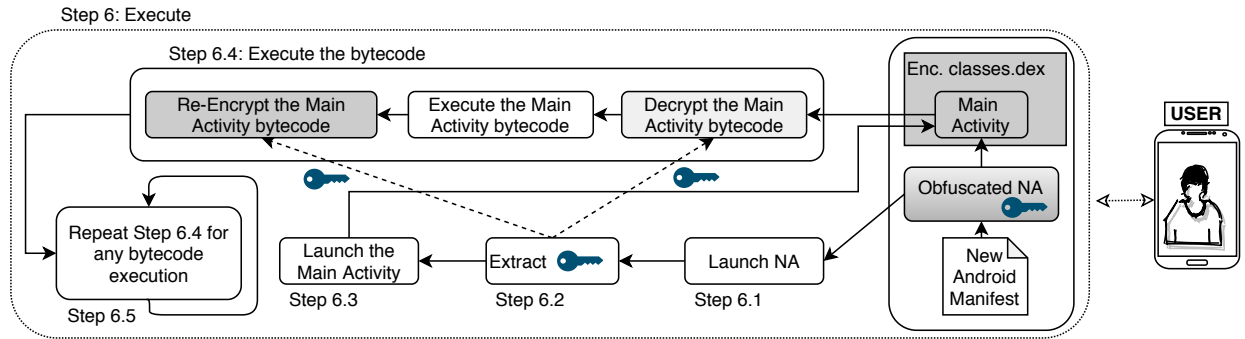 Step 6: Execute
Step 6.4: Execute the bytecode
Re-Encrypt the Main
Activity bytecode
Execute the Main
Activity bytecode
Decrypt the Main
Activity bytecode
Enc. classes.dex
Main
Activity
USER
Obfuscated NA
Repeat Step 6.4 for
any bytecode
execution
Step 6.5
Launch the
Main Activity
Step 6.3
Extract
Step 6.2
Launch NA
Step 6.1
New
Android
Manifest